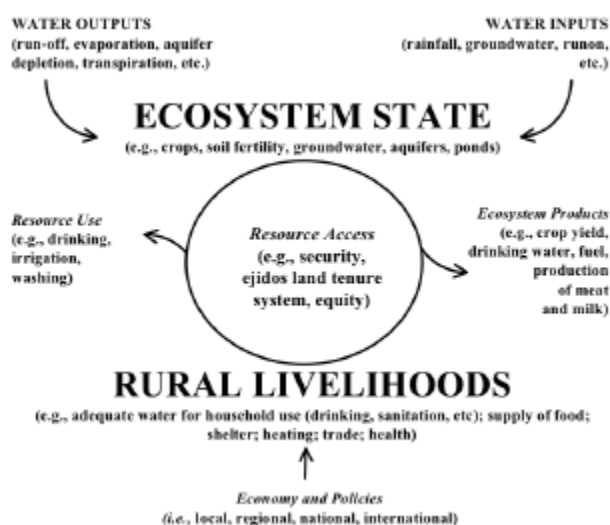 WATER OUTPUTS
(run-off, evaporation, aquifer
depletion, transpiration, etc.)
WATER INPUTS
(rainfall, groundwater, runon,
etc.)
ECOSYSTEM STATE
(e.g., crops, soil fertility, groundwater, aquifers, ponds)
Resource Use
(e.g., drinking,
irrigation,
washing)
Resource Access
(e.g., security,
ejidos land tenure
system, equity)
Ecosystem Products
(e.g., crop yield,
drinking water, fuel,
production
of meat
and milk)
RURAL LIVELIHOODS
(e.g., adequate water for household use (drinking, sanitation, etc); supply of food;
shelter; heating; trade; health)
Economy and Policies
(i.e., local, regional, national, international)